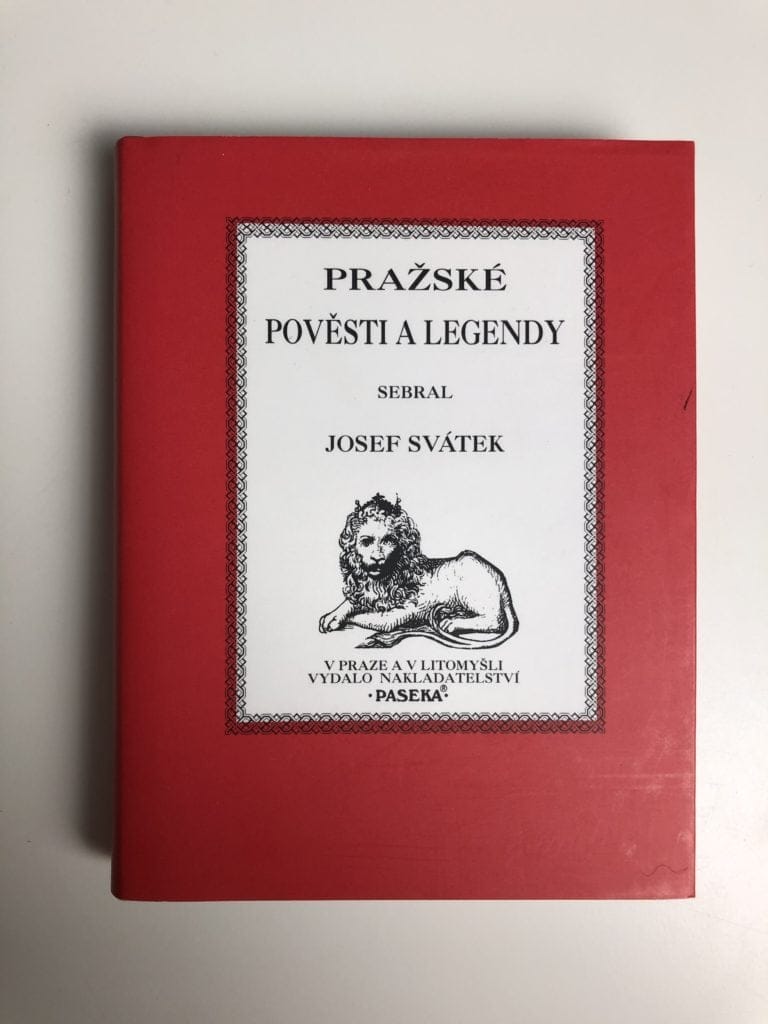 PRAŽSKÉ
POVĚSTI A LEGENDY
SEBRAL
JOSEF SVÁTEK
V PRAZE A V LITOMYŠLI
VYDALO NAKLADATELSTVÍ
·PASEKA®·